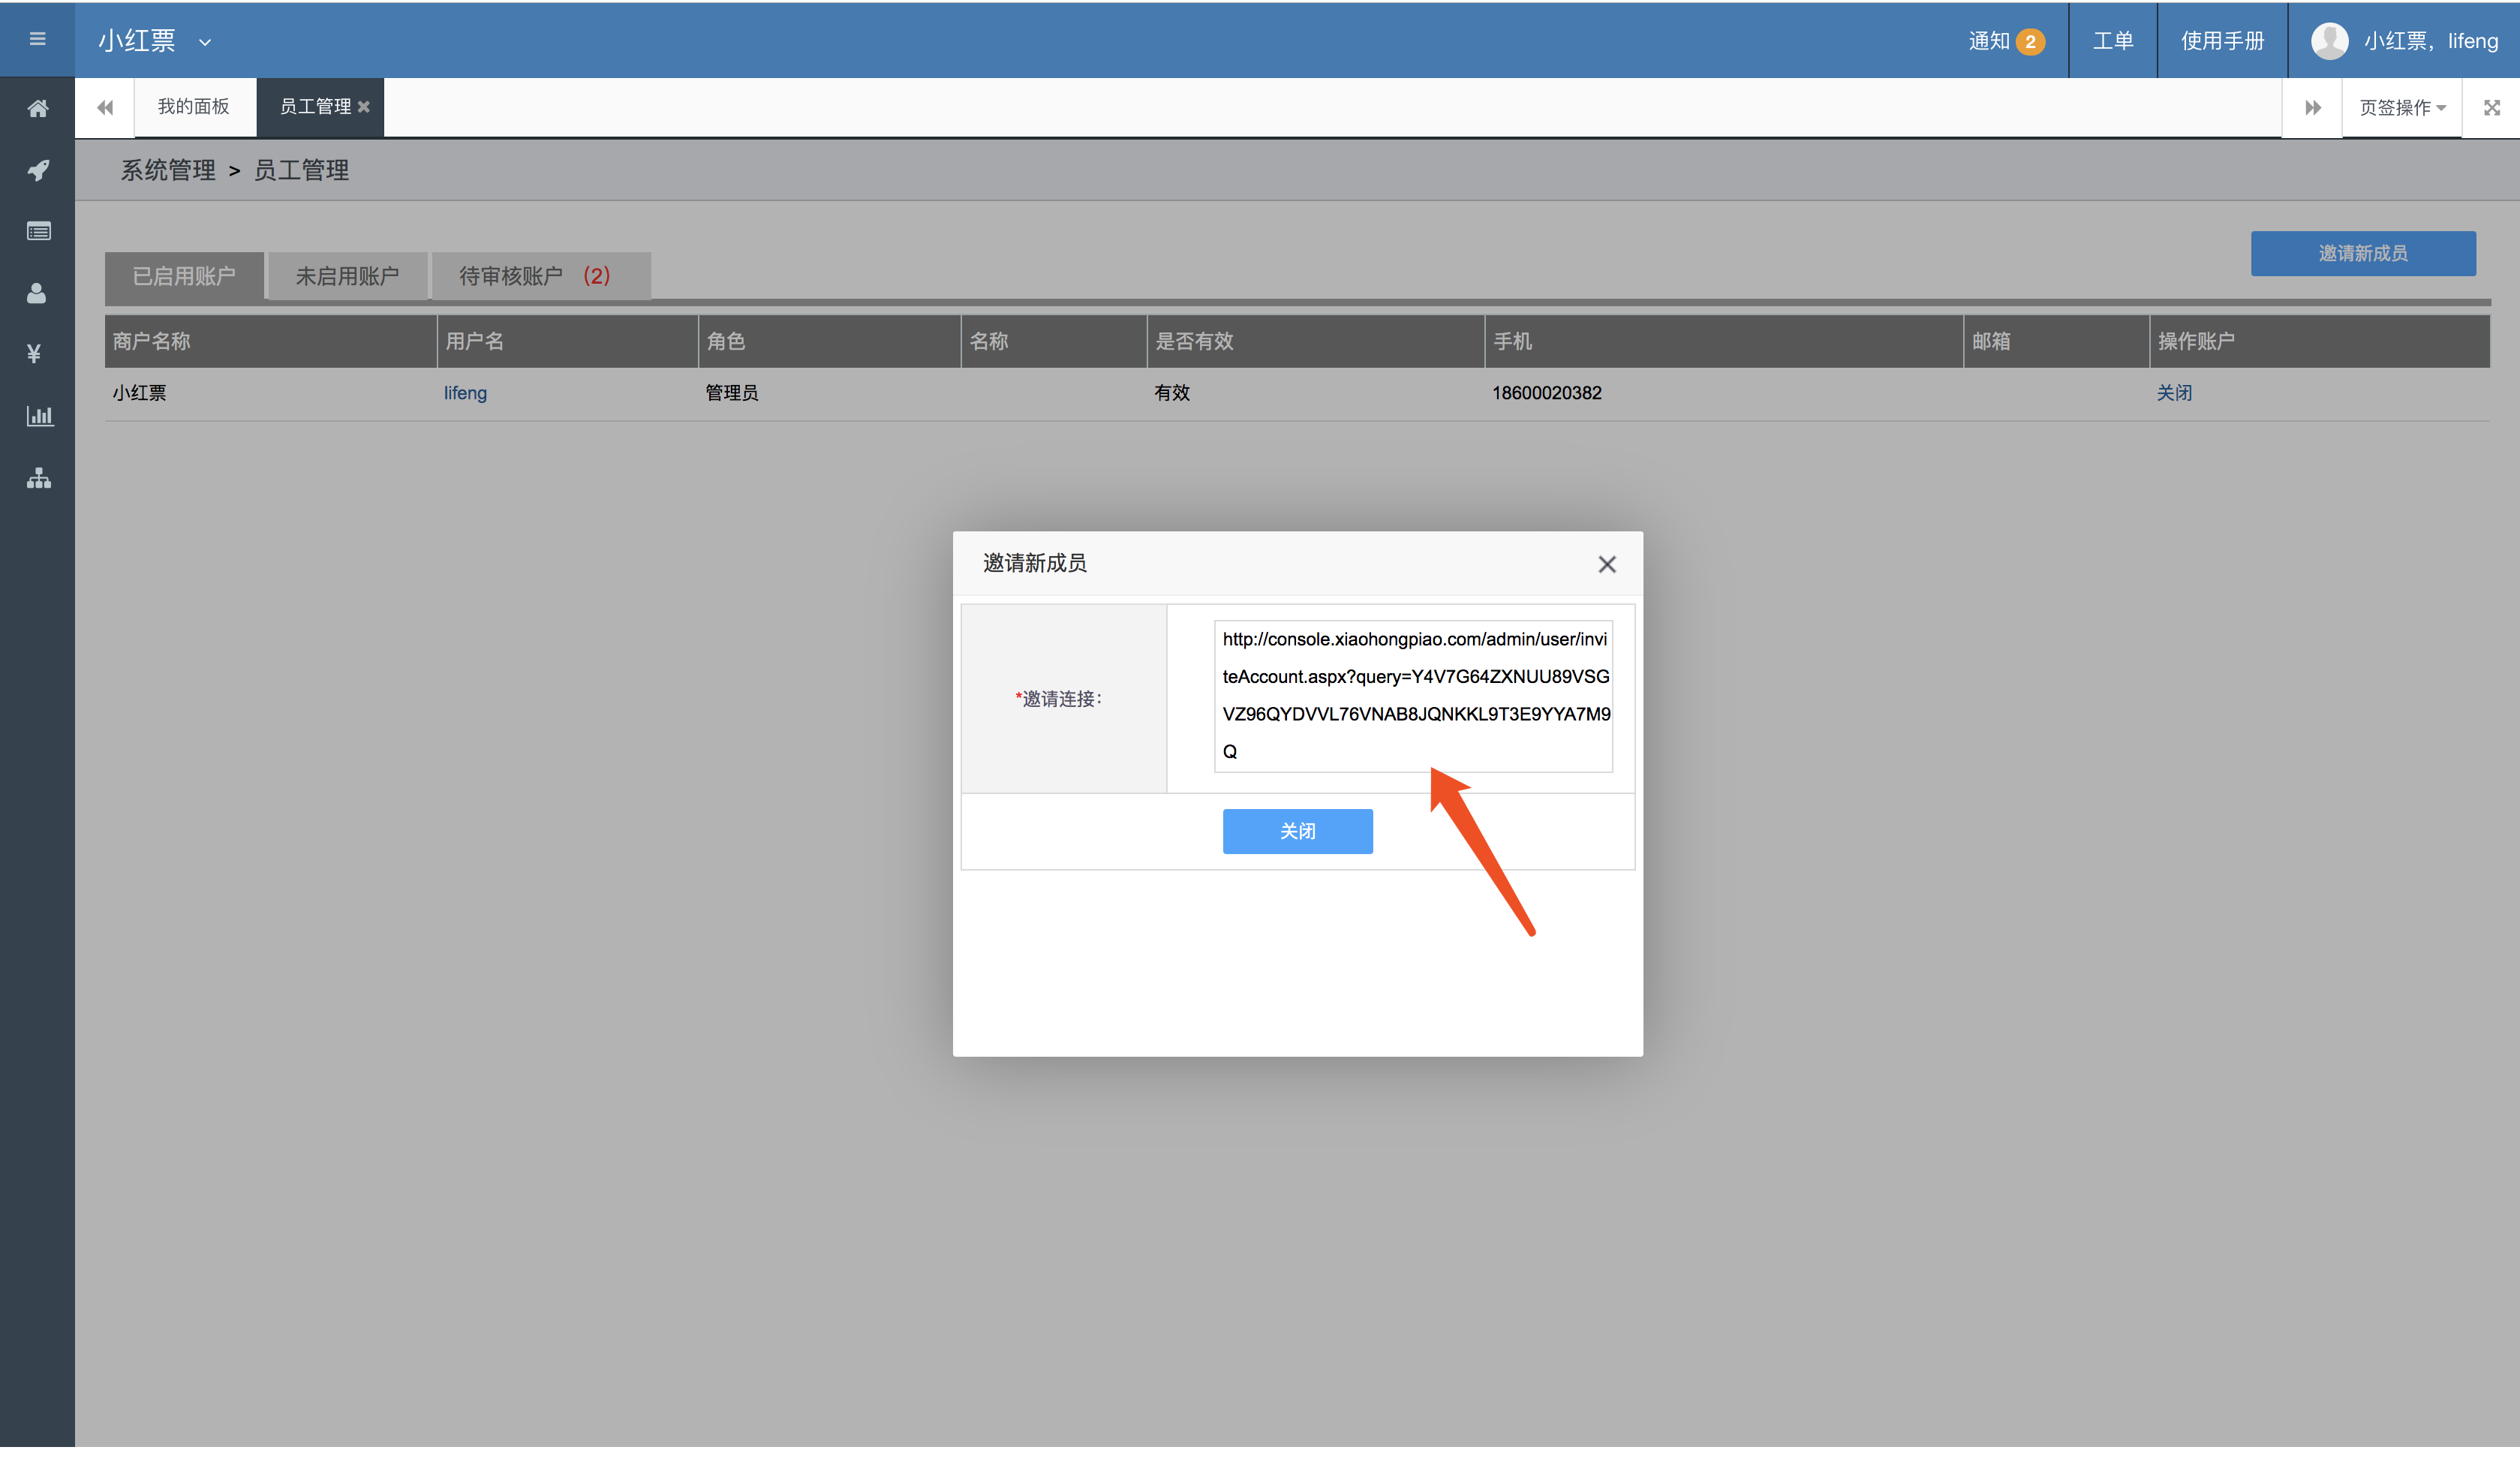 小红票
通知 2
工单
使用手册
小红票，lifeng
我的面板
员工管理
页签操作
系统管理 > 员工管理
邀请新成员
已启用账户
未启用账户
待审核账户 (2)
商户名称 用户名 角色 名称 是否有效 手机 邮箱 操作账户
小红票 lifeng 管理员 有效 18600020382 关闭
邀请新成员
*邀请连接：
http://console.xiaohongpiao.com/admin/user/invi
teAccount.aspx?query=Y4V7G64ZXNUU89VSG
VZ96QYDVVL76VNAB8JQNKKL9T3E9YYA7M9
Q
关闭